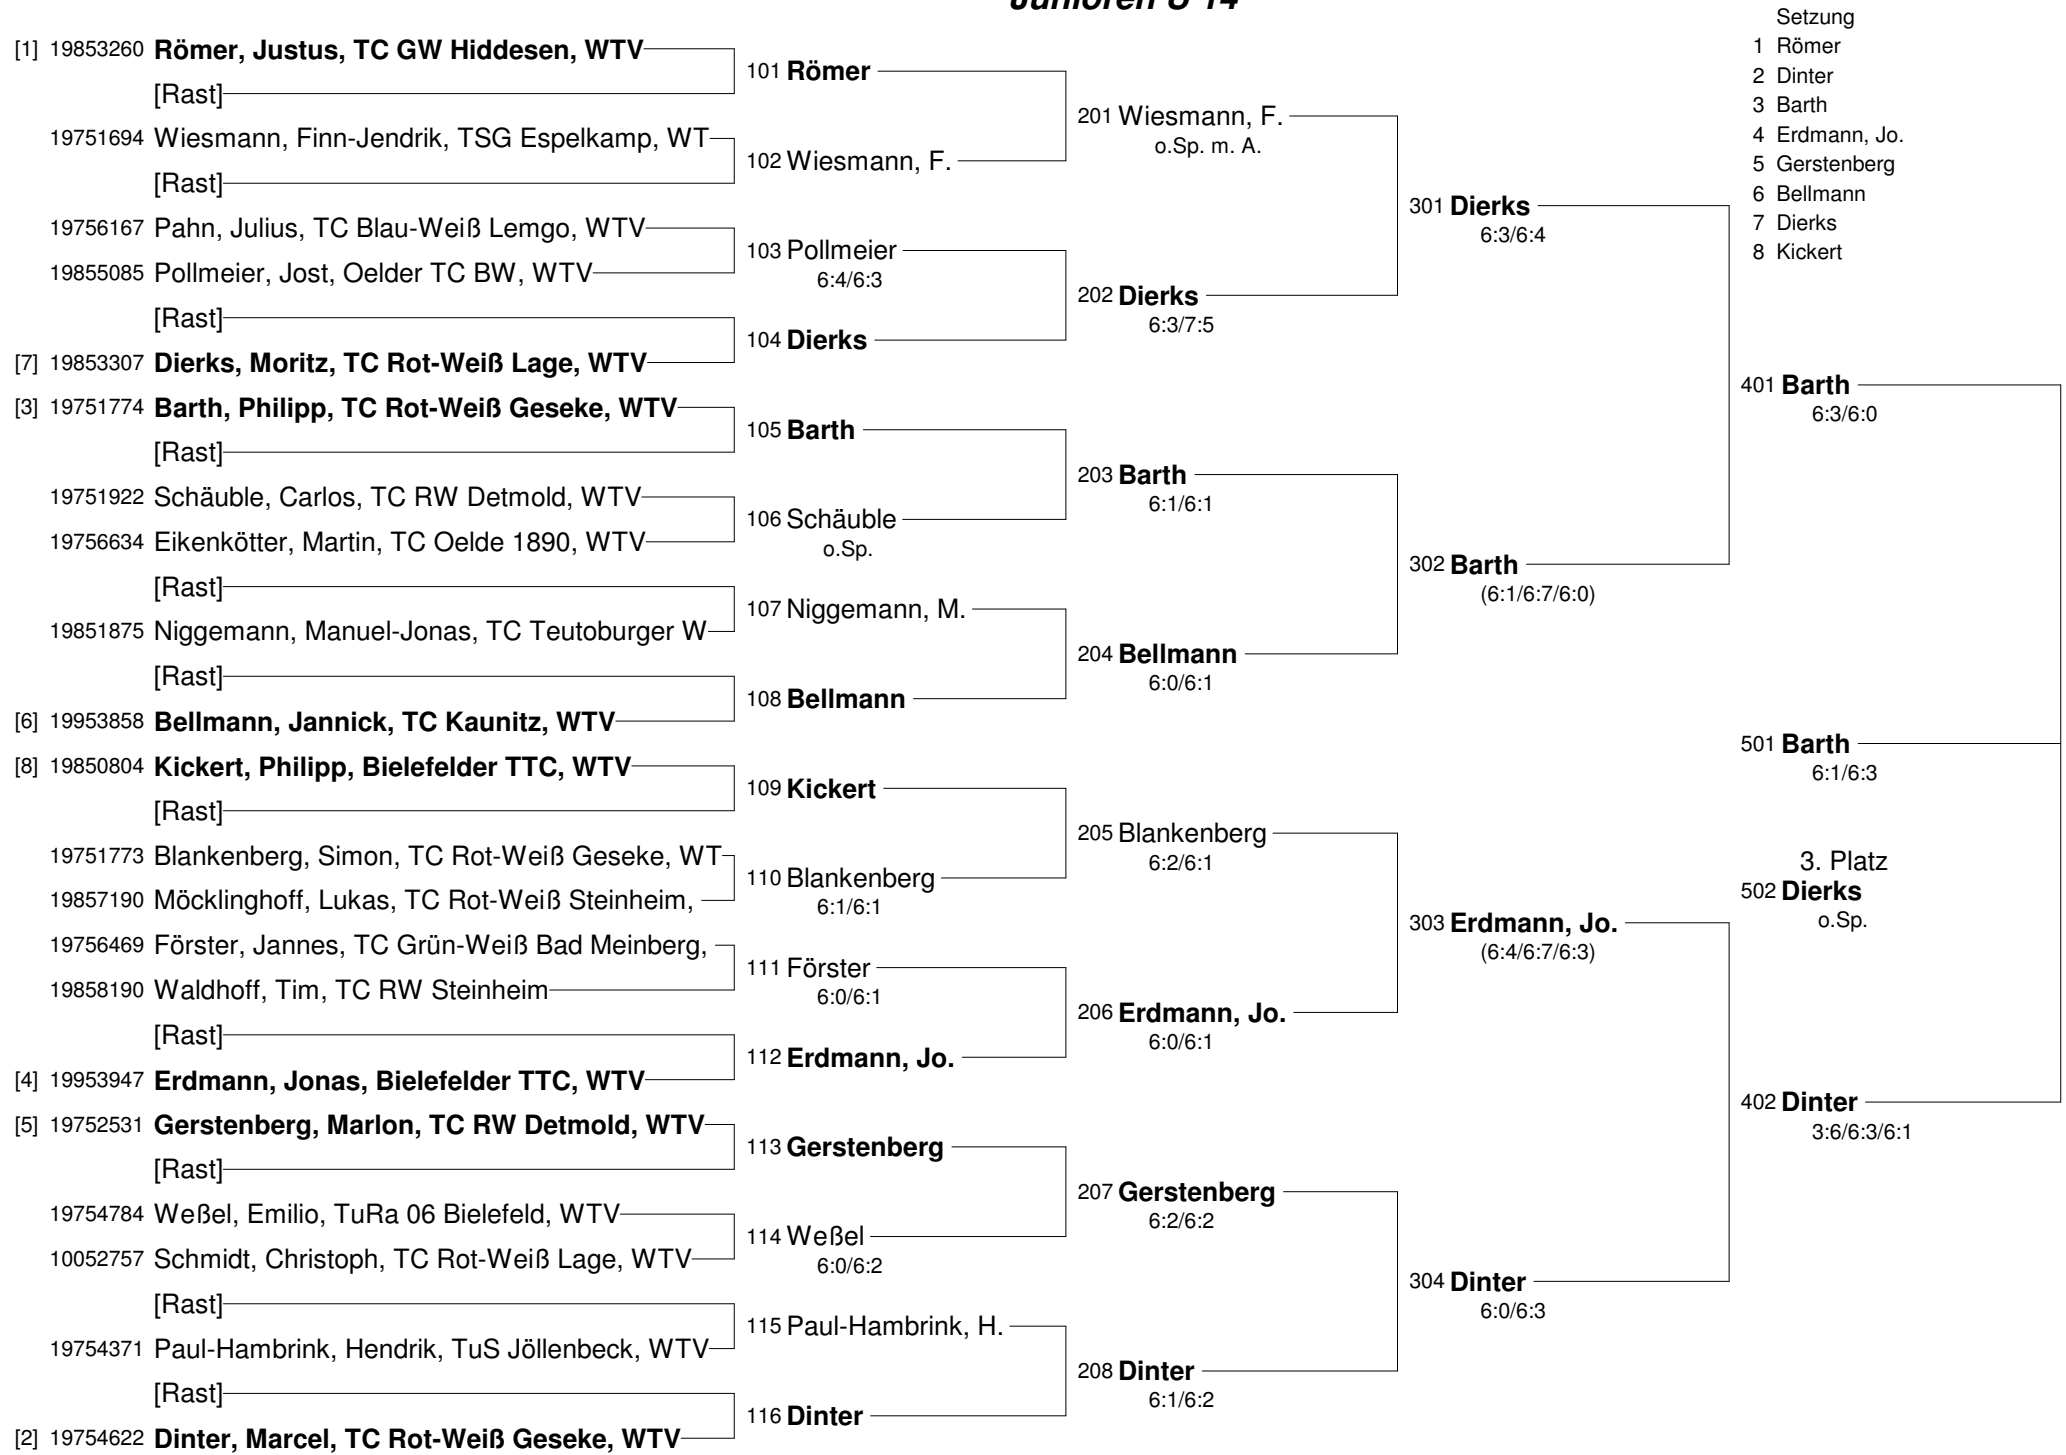 Junioren U 14
[1] 19853260 Römer, Justus, TC GW Hiddesen, WTV
[Rast]
19751694 Wiesmann, Finn-Jendrik, TSG Espelkamp, WT
[Rast]
19756167 Pahn, Julius, TC Blau-Weiß Lemgo, WTV
19855085 Pollmeier, Jost, Oelder TC BW, WTV
[Rast]
[7] 19853307 Dierks, Moritz, TC Rot-Weiß Lage, WTV
[3] 19751774 Barth, Philipp, TC Rot-Weiß Geseke, WTV
[Rast]
19751922 Schäuble, Carlos, TC RW Detmold, WTV
19756634 Eikenkötter, Martin, TC Oelde 1890, WTV
[Rast]
19851875 Niggemann, Manuel-Jonas, TC Teutoburger W
[Rast]
[6] 19953858 Bellmann, Jannick, TC Kaunitz, WTV
[8] 19850804 Kickert, Philipp, Bielefelder TTC, WTV
[Rast]
19751773 Blankenberg, Simon, TC Rot-Weiß Geseke, WT
19857190 Möcklinghoff, Lukas, TC Rot-Weiß Steinheim,
19756469 Förster, Jannes, TC Grün-Weiß Bad Meinberg,
19858190 Waldhoff, Tim, TC RW Steinheim
[Rast]
[4] 19953947 Erdmann, Jonas, Bielefelder TTC, WTV
[5] 19752531 Gerstenberg, Marlon, TC RW Detmold, WTV
[Rast]
19754784 Weßel, Emilio, TuRa 06 Bielefeld, WTV
10052757 Schmidt, Christoph, TC Rot-Weiß Lage, WTV
[Rast]
19754371 Paul-Hambrink, Hendrik, TuS Jöllenbeck, WTV
[Rast]
[2] 19754622 Dinter, Marcel, TC Rot-Weiß Geseke, WTV
101 Römer
102 Wiesmann, F.
103 Pollmeier
6:4/6:3
104 Dierks
105 Barth
106 Schäuble
o.Sp.
107 Niggemann, M.
108 Bellmann
109 Kickert
110 Blankenberg
6:1/6:1
111 Förster
6:0/6:1
112 Erdmann, Jo.
113 Gerstenberg
114 Weßel
6:0/6:2
115 Paul-Hambrink, H.
116 Dinter
201 Wiesmann, F.
o.Sp. m. A.
202 Dierks
6:3/7:5
203 Barth
6:1/6:1
204 Bellmann
6:0/6:1
205 Blankenberg
6:2/6:1
206 Erdmann, Jo.
6:0/6:1
207 Gerstenberg
6:2/6:2
208 Dinter
6:1/6:2
301 Dierks
6:3/6:4
302 Barth
(6:1/6:7/6:0)
303 Erdmann, Jo.
(6:4/6:7/6:3)
304 Dinter
6:0/6:3
Setzung
1 Römer
2 Dinter
3 Barth
4 Erdmann, Jo.
5 Gerstenberg
6 Bellmann
7 Dierks
8 Kickert
401 Barth
6:3/6:0
501 Barth
6:1/6:3
3. Platz
502 Dierks
o.Sp.
402 Dinter
3:6/6:3/6:1